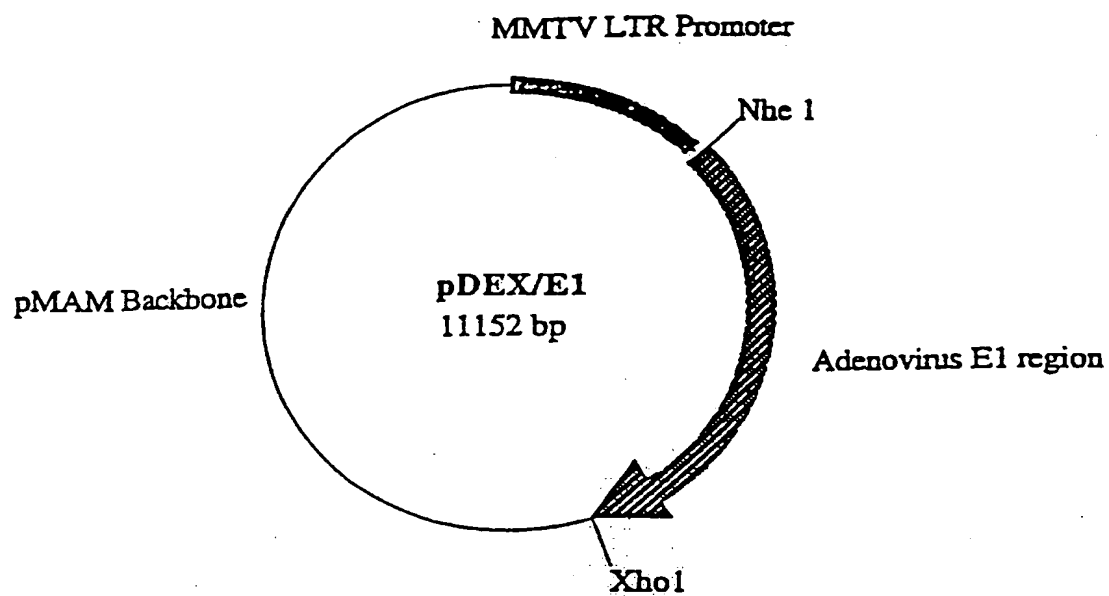 MMTV LTR Promoter
Nhe 1
pMAM Backbone
pDEX/E1
11152 bp
Adenovirus E1 region
Xho1